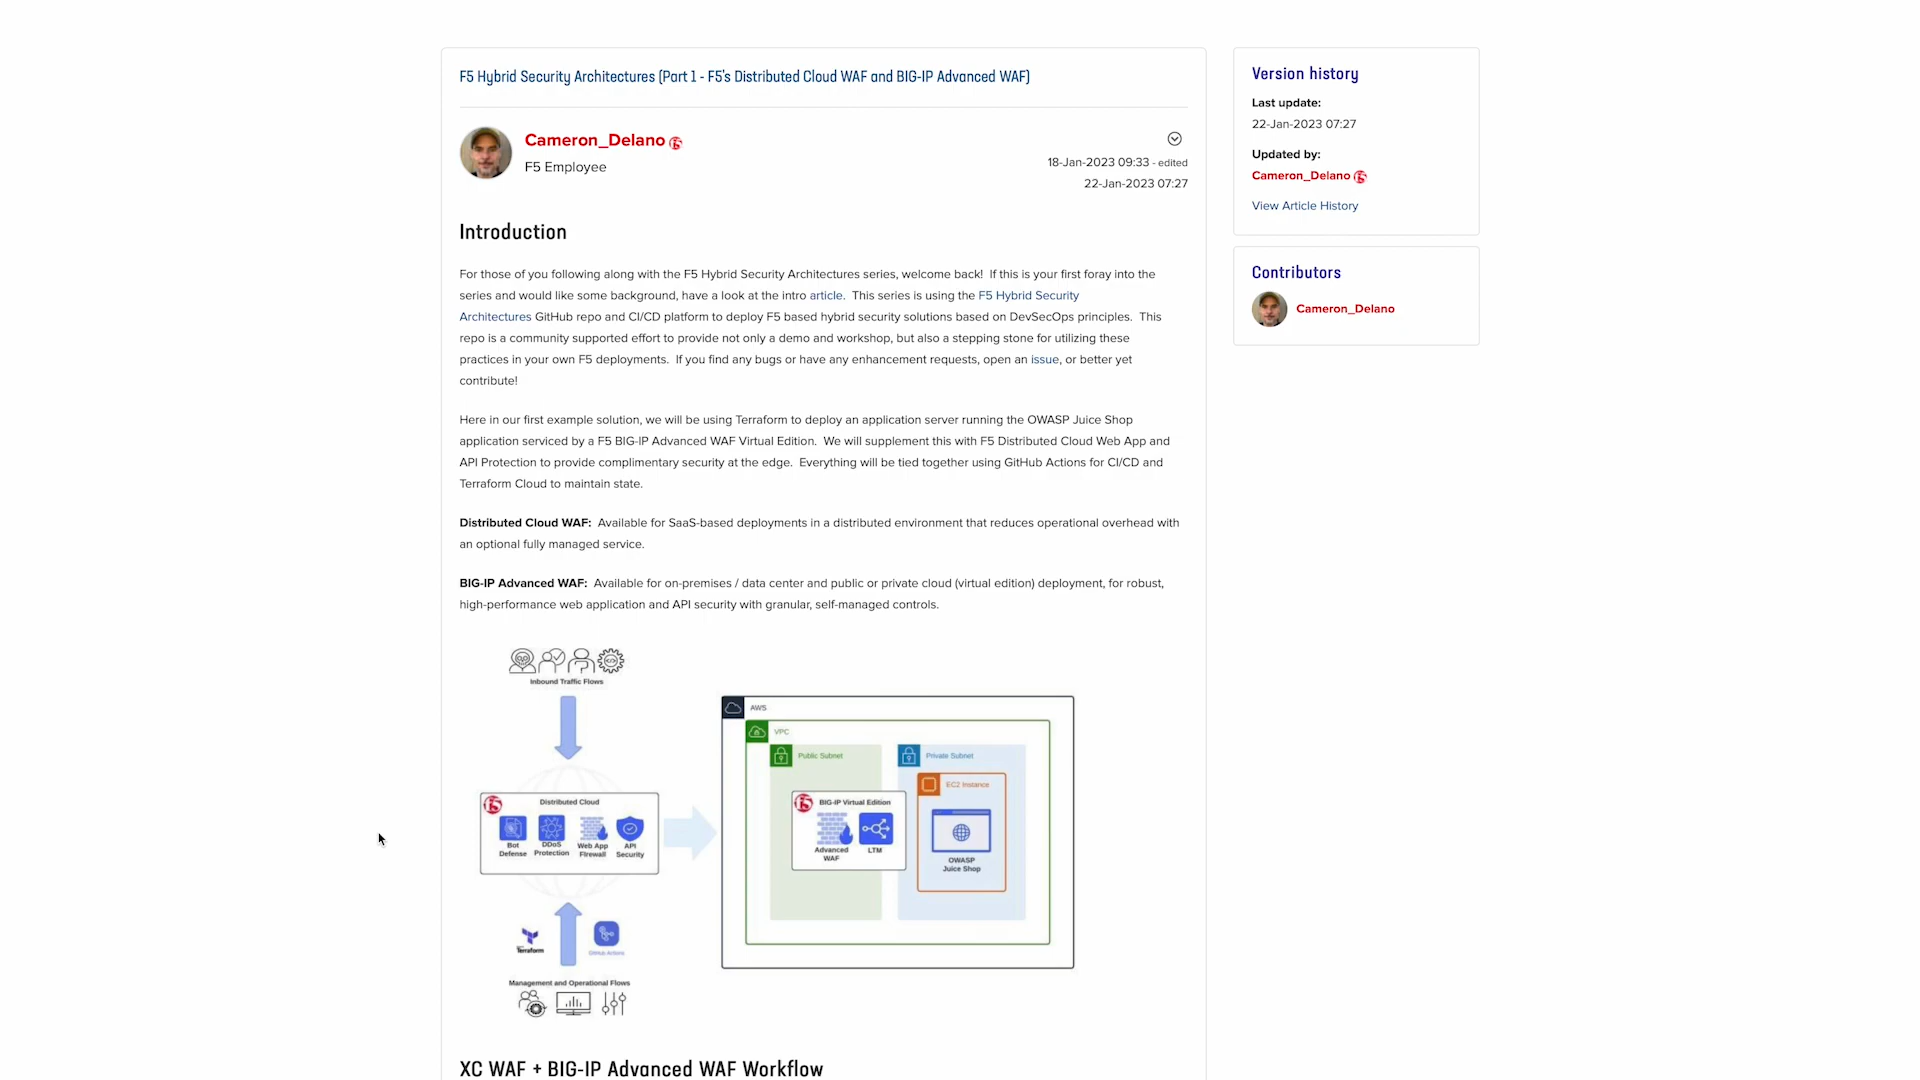 F5 Hybrid Security Architectures (Part 1 - F5's Distributed Cloud WAF and BIG-IP Advanced WAF)
Cameron_Delano
F5 Employee
18-Jan-2023 09:33 - edited
22-Jan-2023 07:27
Introduction
For those of you following along with the F5 Hybrid Security Architectures series, welcome back! If this is your first foray into the
series and would like some background, have a look at the intro article. This series is using the F5 Hybrid Security
Architectures GitHub repo and CI/CD platform to deploy F5 based hybrid security solutions based on DevSecOps principles. This
repo is a community supported effort to provide not only a demo and workshop, but also a stepping stone for utilizing these
practices in your own F5 deployments. If you find any bugs or have any enhancement requests, open an issue, or better yet
contribute!
Here in our first example solution, we will be using Terraform to deploy an application server running the OWASP Juice Shop
application serviced by a F5 BIG-IP Advanced WAF Virtual Edition. We will supplement this with F5 Distributed Cloud Web App and
API Protection to provide complimentary security at the edge. Everything will be tied together using GitHub Actions for CI/CD and
Terraform Cloud to maintain state.
Distributed Cloud WAF: Available for SaaS-based deployments in a distributed environment that reduces operational overhead with
an optional fully managed service.
BIG-IP Advanced WAF: Available for on-premises / data center and public or private cloud (virtual edition) deployment, for robust,
high-performance web application and API security with granular, self-managed controls.
Inbound Traffic Flows
Distributed Cloud
Bot
Defense
DDoS
Protection
Web App
Firewall
API
Security
Terraform
GitHub Actions
Management and Operational Flows
AWS
VPC
Public Subnet
BIG-IP Virtual Edition
Advanced
WAF
LTM
Private Subnet
EC2 Instance
OWASP
Juice Shop
XC WAF + BIG-IP Advanced WAF Workflow
Version history
Last update:
22-Jan-2023 07:27
Updated by:
Cameron_Delano
View Article History
Contributors
Cameron_Delano